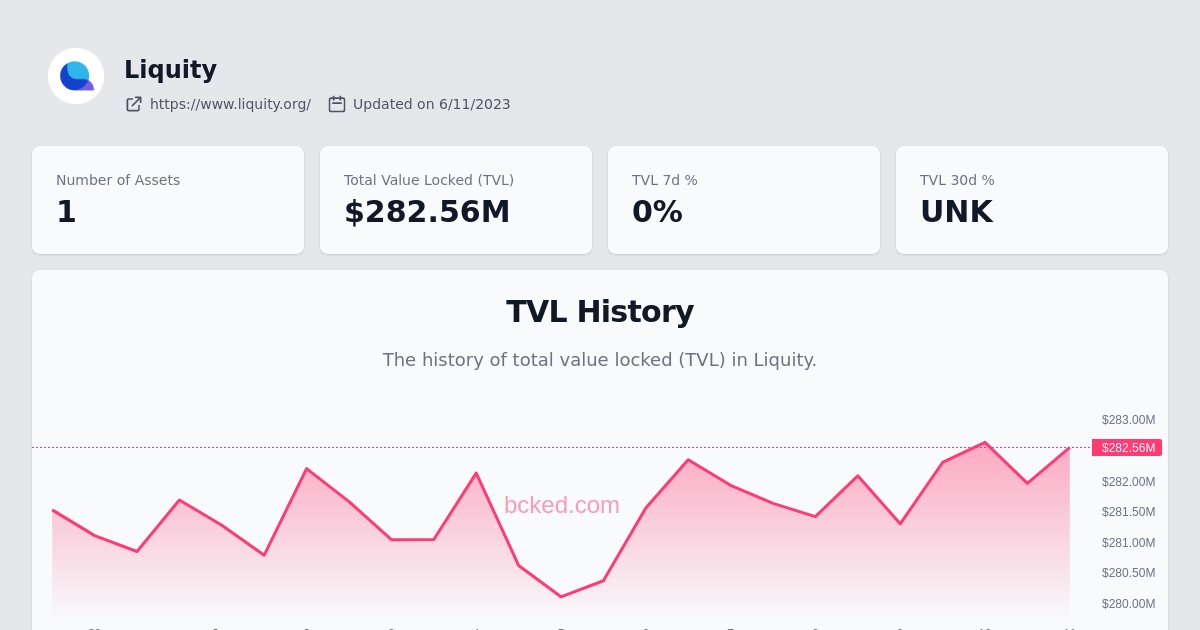 Liquity
https://www.liquity.org/ Updated on 6/11/2023
Number of Assets
1
Total Value Locked (TVL)
$282.56M
TVL 7d %
0%
TVL 30d %
UNK
TVL History
The history of total value locked (TVL) in Liquity.
$283.00M
$282.56M
$282.00M
bcked.com
$281.50M
$281.00M
$280.50M
$280.00M